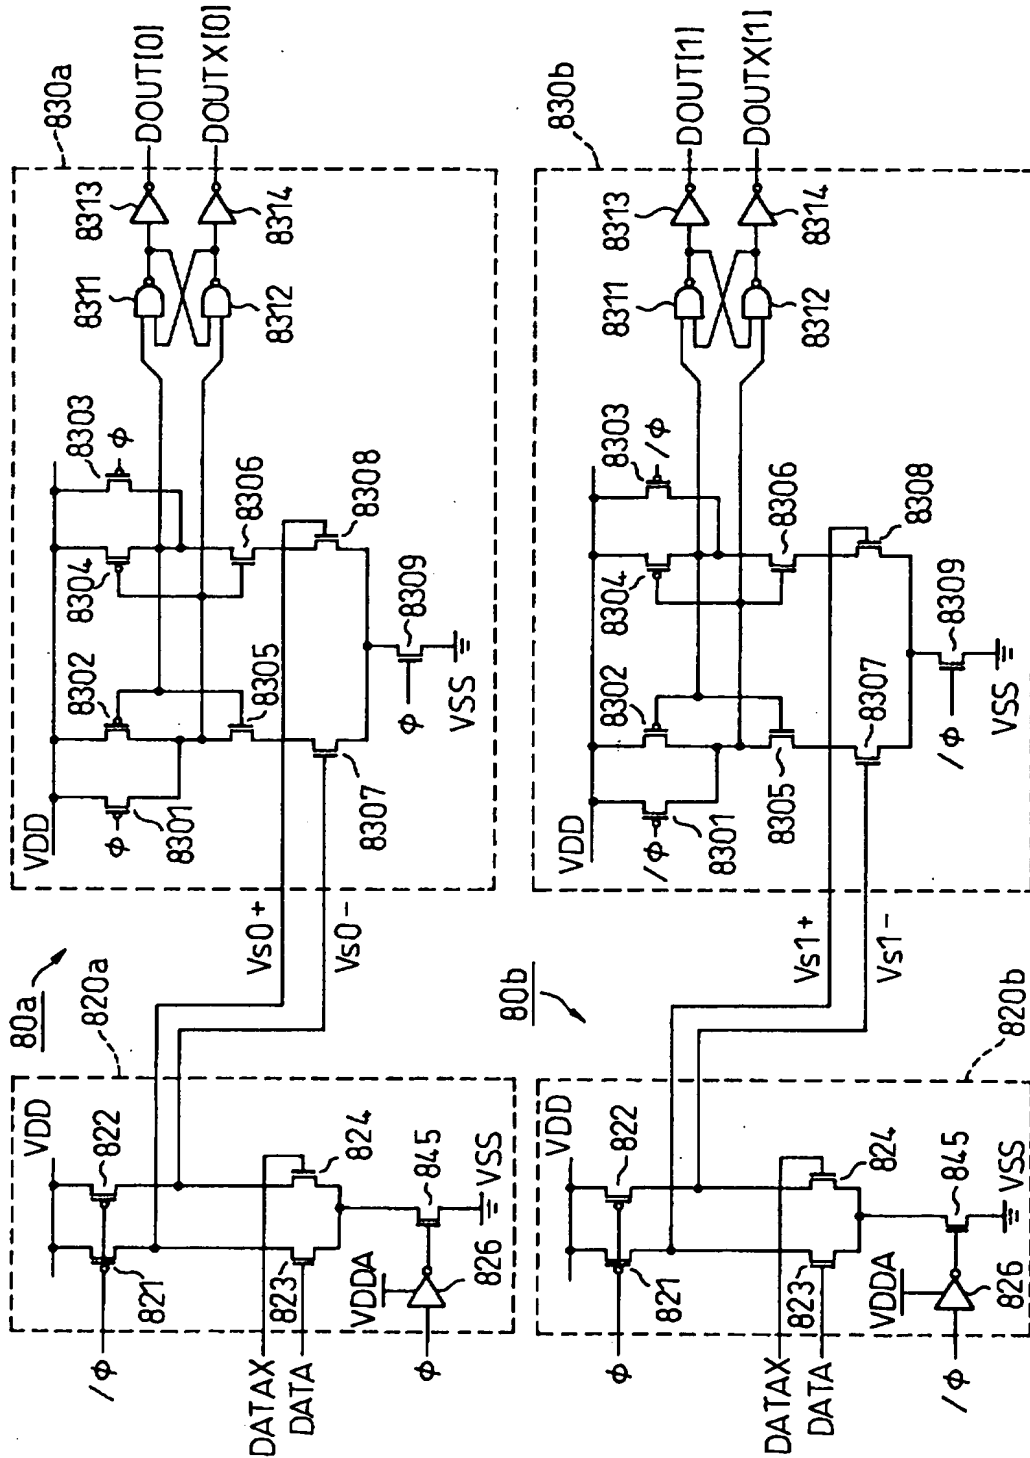 /Φ
DATA
DATAX
Φ
VDDA
826
823
821
845
VSS
824
822
VDD
820b
80b
Vs1+
Vs1-
VDD
/Φ
8301
8302
8304
8303
/Φ
8305
8306
8307
8308
/Φ
8309
VSS
8311
8312
8313
8314
830b
DOUT[1]
DOUTX[1]
Φ
DATA
DATAX
/Φ
VDDA
826
823
821
845
VSS
824
822
VDD
820a
80a
Vs0+
Vs0-
VDD
Φ
8301
8302
8304
8303
Φ
8305
8306
8307
8308
Φ
8309
VSS
8311
8312
8313
8314
830a
DOUT[0]
DOUTX[0]